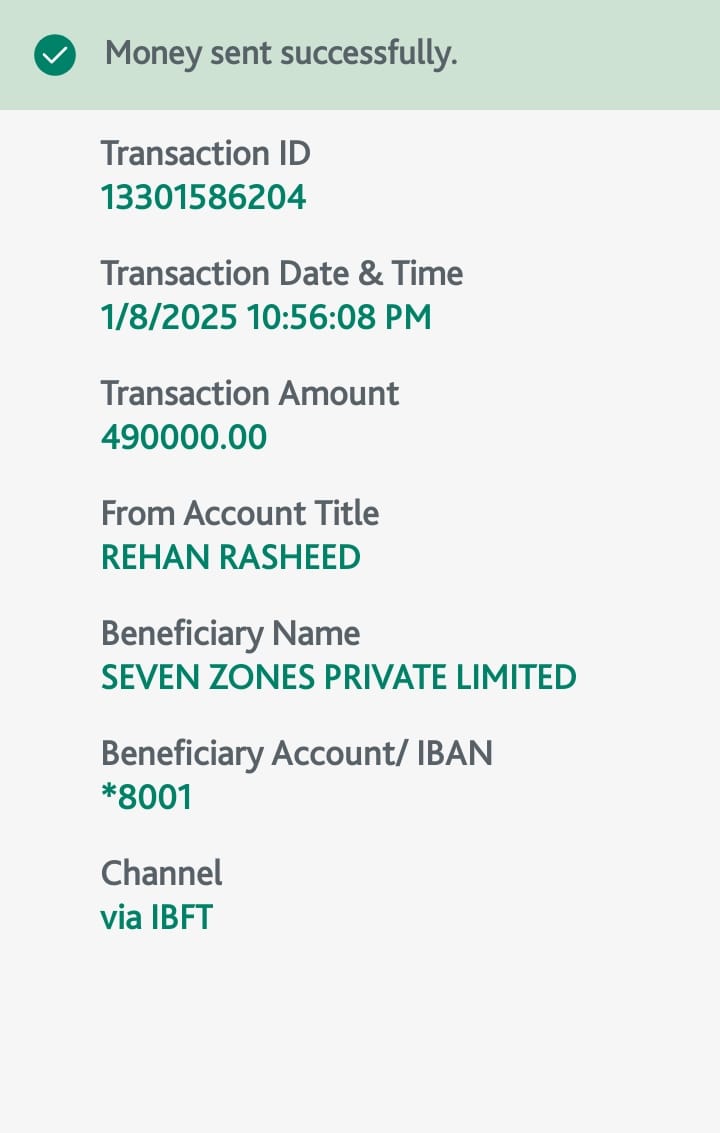 Money sent successfully.
Transaction ID
13301586204
Transaction Date & Time
1/8/2025 10:56:08 PM
Transaction Amount
490000.00
From Account Title
REHAN RASHEED
Beneficiary Name
SEVEN ZONES PRIVATE LIMITED
Beneficiary Account/ IBAN
*8001
Channel
via IBFT